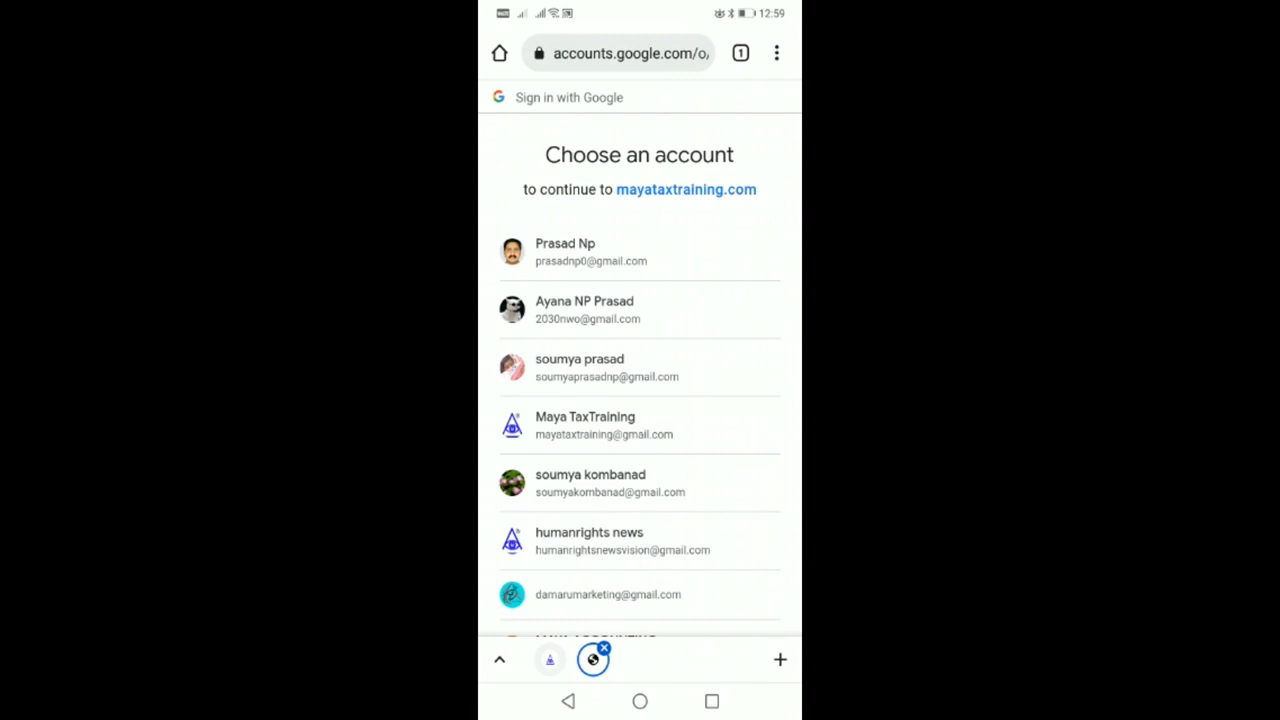 12:59
accounts.google.com/o/
1
Sign in with Google
Choose an account
to continue to mayataxtraining.com
Prasad Np
prasadnp0@gmail.com
Ayana NP Prasad
2030nwo@gmail.com
soumya prasad
soumyaprasadnp@gmail.com
Maya TaxTraining
mayataxtraining@gmail.com
soumya kombanad
soumyakombanad@gmail.com
humanrights news
humanrightsnewsvision@gmail.com
damarumarketing@gmail.com